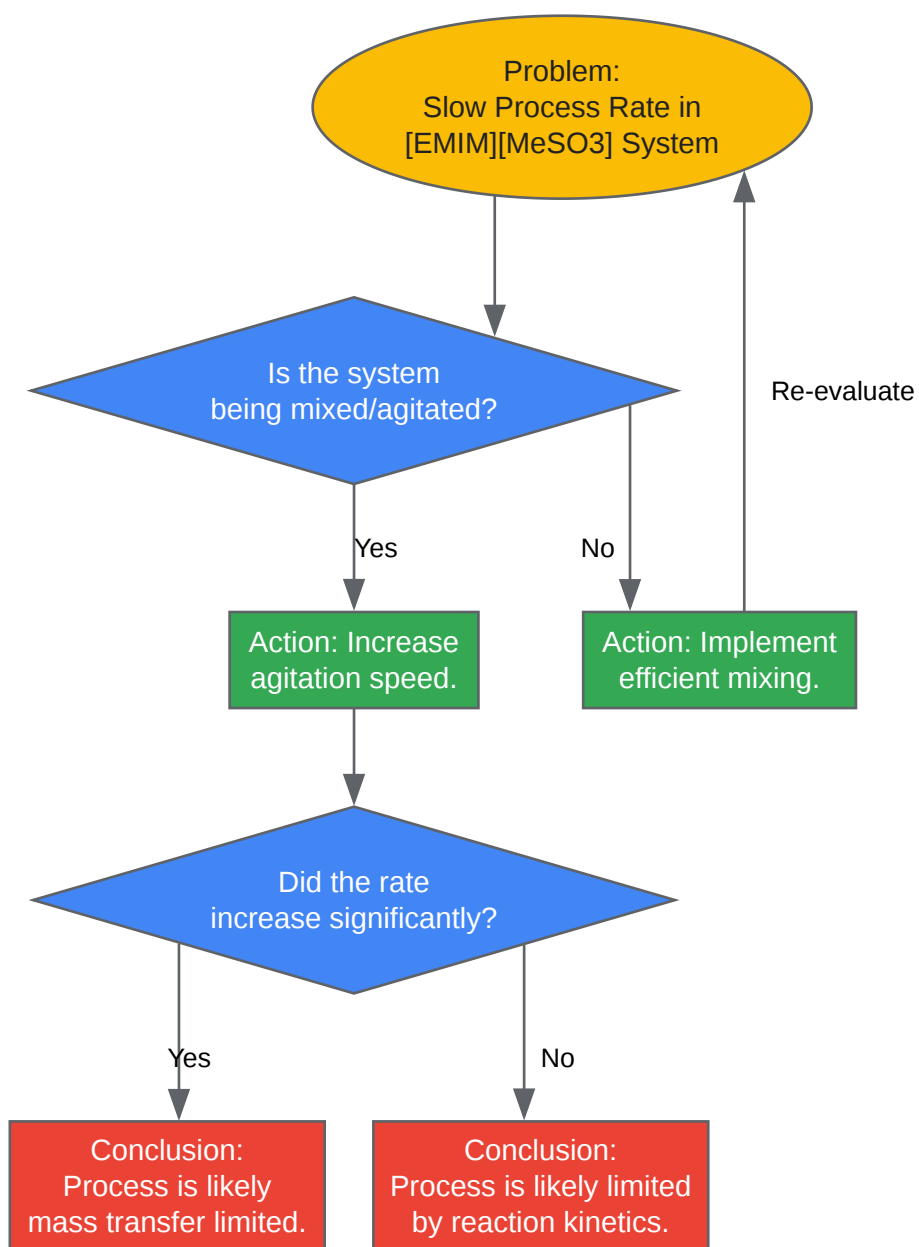 Problem:
Slow Process Rate in
[EMIM][MeSO3] System
Is the system
being mixed/agitated?
Re-evaluate
Yes
No
Action: Increase
agitation speed.
Action: Implement
efficient mixing.
Did the rate
increase significantly?
Yes
No
Conclusion:
Process is likely
mass transfer limited.
Conclusion:
Process is likely limited
by reaction kinetics.